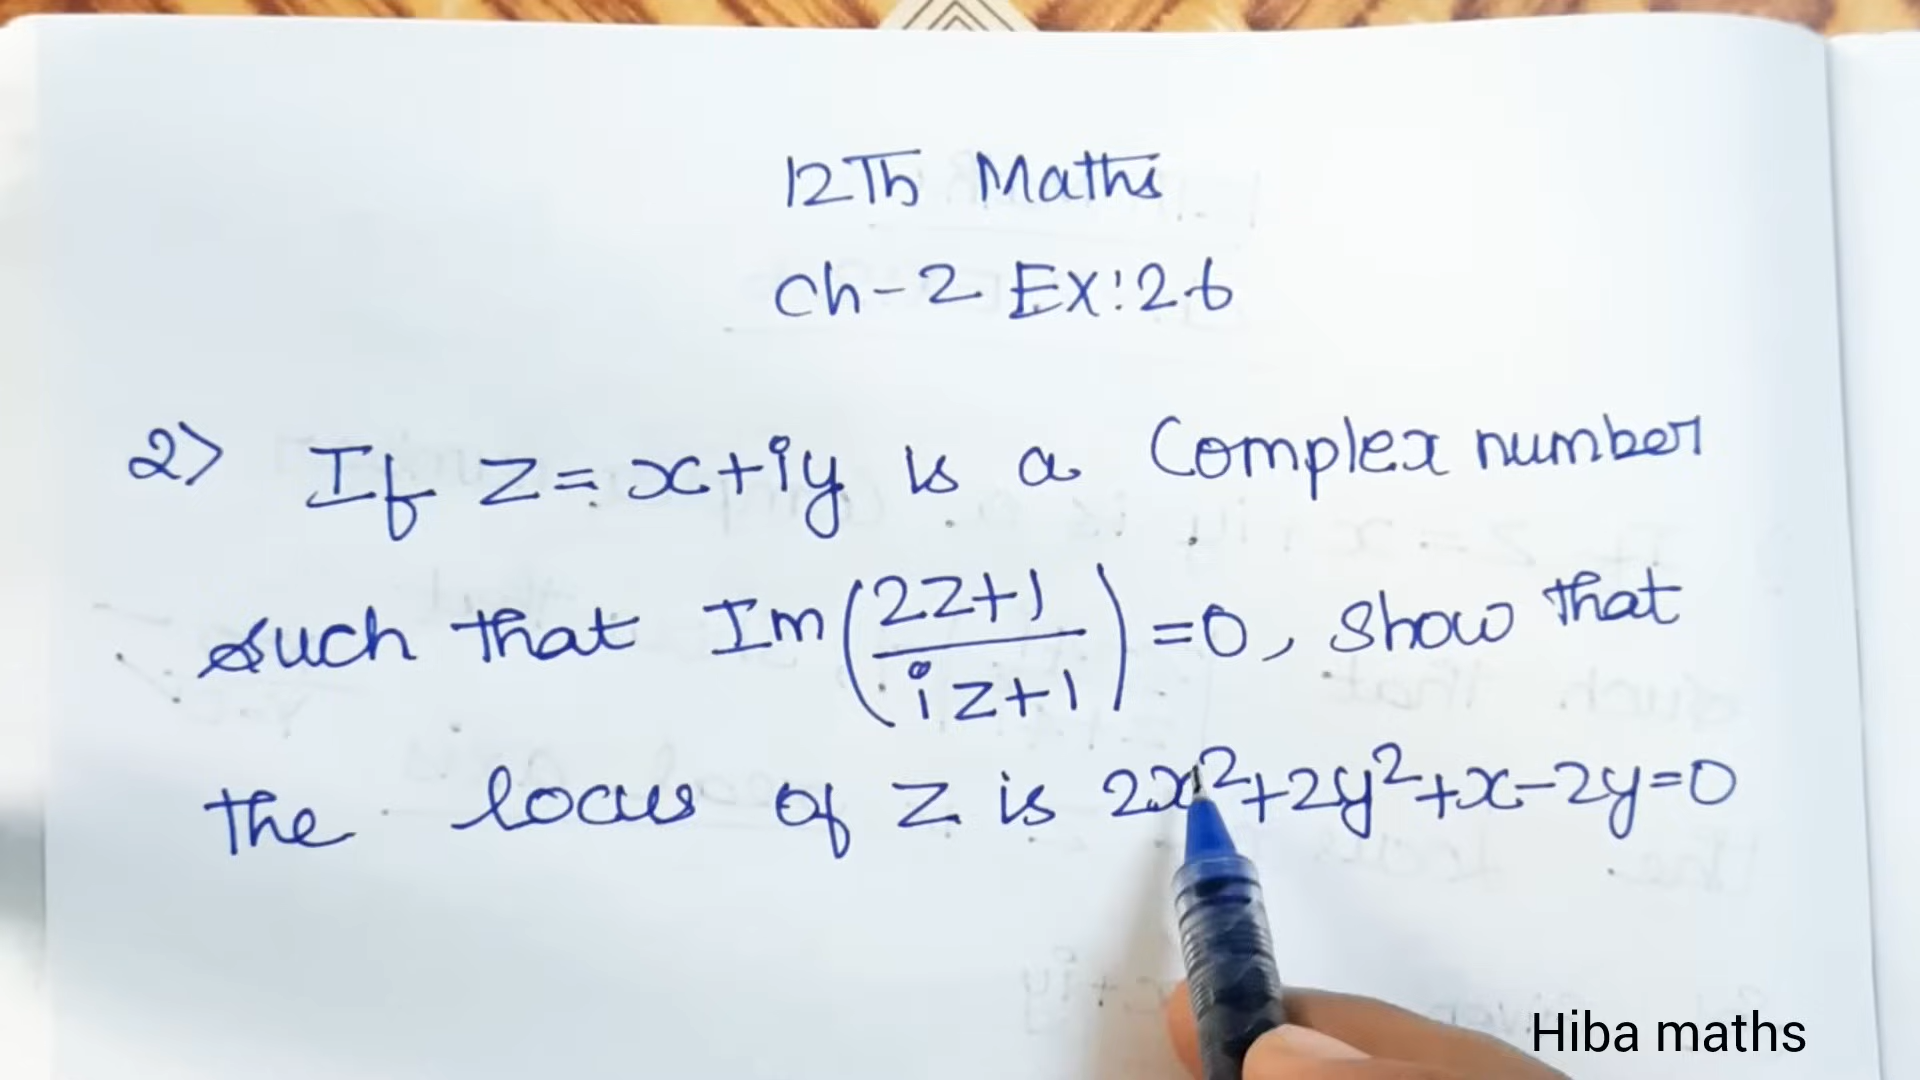 12Th Maths
Ch-2 EX:2.6
2) If z=x+iy is a Complex number
such that Im(2z+1/iz+1)=0, show that
the locus of z is 2x²+2y²+x-2y=0
Hiba maths